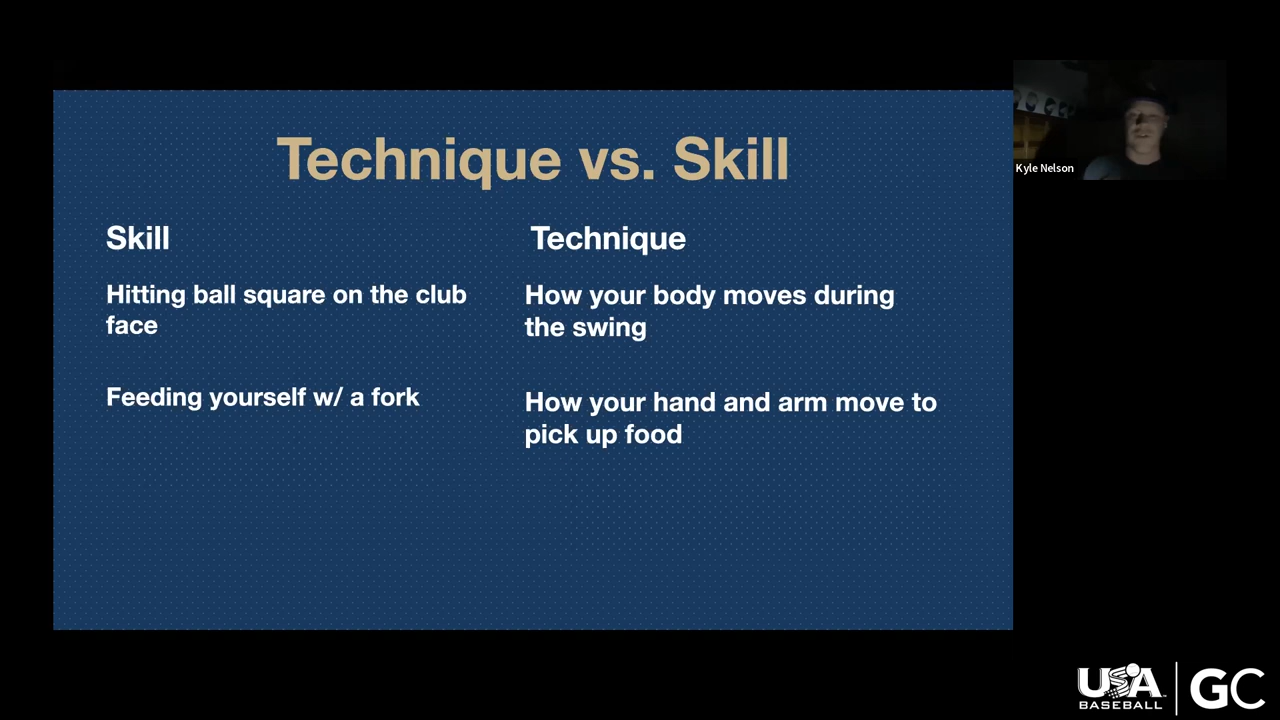 Technique vs. Skill
Skill
Technique
Hitting ball square on the club
face
How your body moves during
the swing
Feeding yourself w/ a fork
How your hand and arm move to
pick up food
Kyle Nelson
USA
BASEBALL
GC